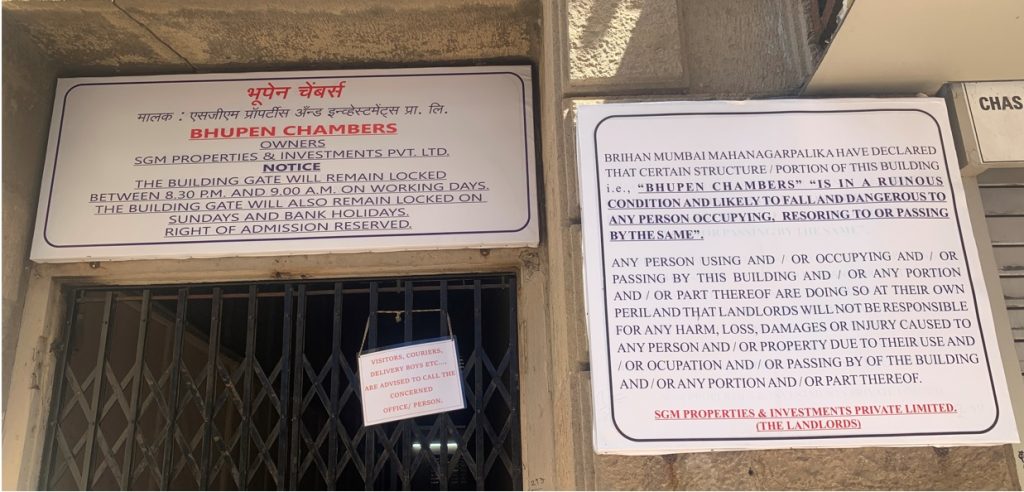 भूपेन चेंबर्स
मालक : एसजीएम प्रॉपर्टीस अँन्ड इन्व्हेस्टमेंट्स प्रा. लि.
BHUPEN CHAMBERS
OWNERS
SGM PROPERTIES & INVESTMENTS PVT. LTD.
NOTICE
THE BUILDING GATE WILL REMAIN LOCKED
BETWEEN 8.30 P.M. AND 9.00 A.M. ON WORKING DAYS.
THE BUILDING GATE WILL ALSO REMAIN LOCKED ON
SUNDAYS AND BANK HOLIDAYS.
RIGHT OF ADMISSION RESERVED.
VISITORS, COURIERS,
DELIVERY BOYS ETC....
ARE ADVISED TO CALL THE
CONCERNED
OFFICE/ PERSON.
BRIHAN MUMBAI MAHANAGARPALIKA HAVE DECLARED
THAT CERTAIN STRUCTURE / PORTION OF THIS BUILDING
i.e., "BHUPEN CHAMBERS" "IS IN A RUINOUS
CONDITION AND LIKELY TO FALL AND DANGEROUS TO
ANY PERSON OCCUPYING, RESORING TO OR PASSING
BY THE SAME".
ANY PERSON USING AND / OR OCCUPYING AND / OR
PASSING BY THIS BUILDING AND / OR ANY PORTION
AND / OR PART THEREOF ARE DOING SO AT THEIR OWN
PERIL AND THAT LANDLORDS WILL NOT BE RESPONSIBLE
FOR ANY HARM, LOSS, DAMAGES OR INJURY CAUSED TO
ANY PERSON AND / OR PROPERTY DUE TO THEIR USE AND
/ OR OCUPATION AND / OR PASSING BY OF THE BUILDING
AND / OR ANY PORTION AND / OR PART THEREOF.
SGM PROPERTIES & INVESTMENTS PRIVATE LIMITED.
(THE LANDLORDS)
CHAS